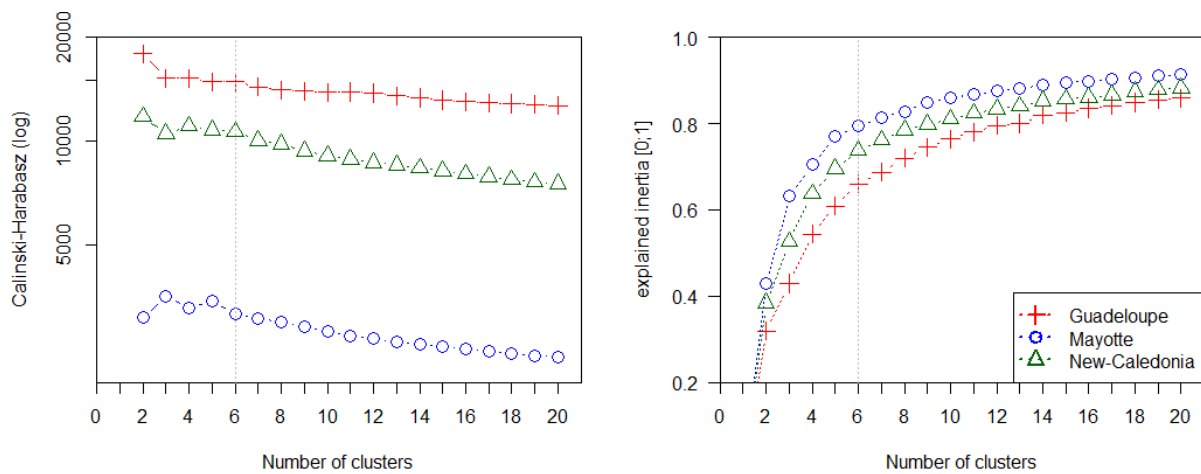 Calinski-Harabasz (log)
20000
10000
5000
0 2 4 6 8 10 12 14 16 18 20
Number of clusters
explained inertia [0;1]
1.0
0.8
0.6
0.4
0.2
Guadeloupe
Mayotte
New-Caledonia
0 2 4 6 8 10 12 14 16 18 20
Number of clusters